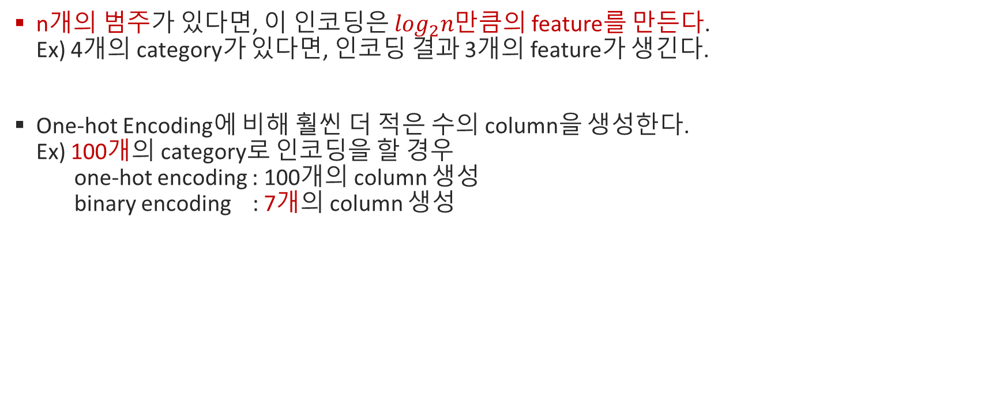 ▪ n개의 범주가 있다면, 이 인코딩은 log₂n만큼의 feature를 만든다.
Ex) 4개의 category가 있다면, 인코딩 결과 3개의 feature가 생긴다.
▪ One-hot Encoding에 비해 훨씬 더 적은 수의 column을 생성한다.
Ex) 100개의 category로 인코딩을 할 경우
one-hot encoding : 100개의 column 생성
binary encoding : 7개의 column 생성